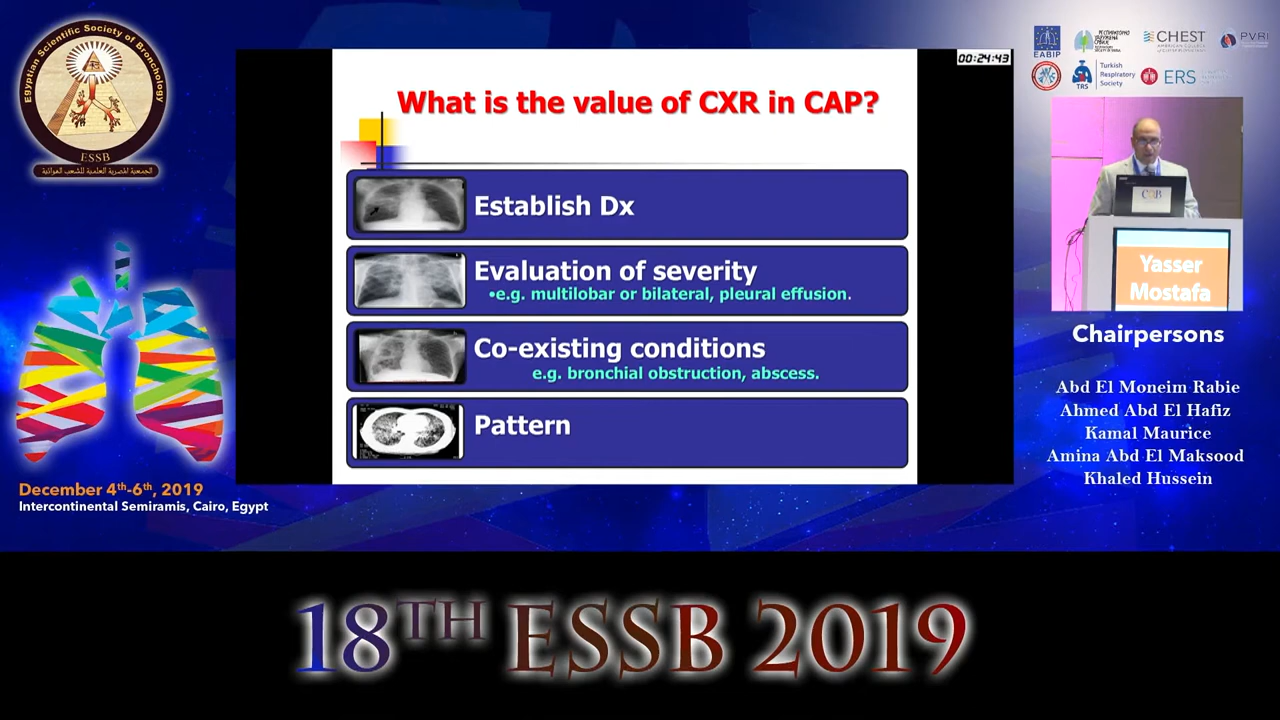 Egyption Scientific Society of Bronchology
ESSB
الجمعية المصرية العلمية للشعب الهوائية
December 4th-6th, 2019
Intercontinental Semiramis, Cairo, Egypt
00:24:43
What is the value of CXR in CAP?
Establish Dx
Evaluation of severity
•e.g. multilobar or bilateral, pleural effusion.
Co-existing conditions
e.g. bronchial obstruction, abscess.
Pattern
EABIP
CHEST
PVRI
TRS
Turkish
Respiratory
Society
ERS
Yasser
Mostafa
Chairpersons
Abd El Moneim Rabie
Ahmed Abd El Hafiz
Kamal Maurice
Amina Abd El Maksood
Khaled Hussein
18TH ESSB 2019